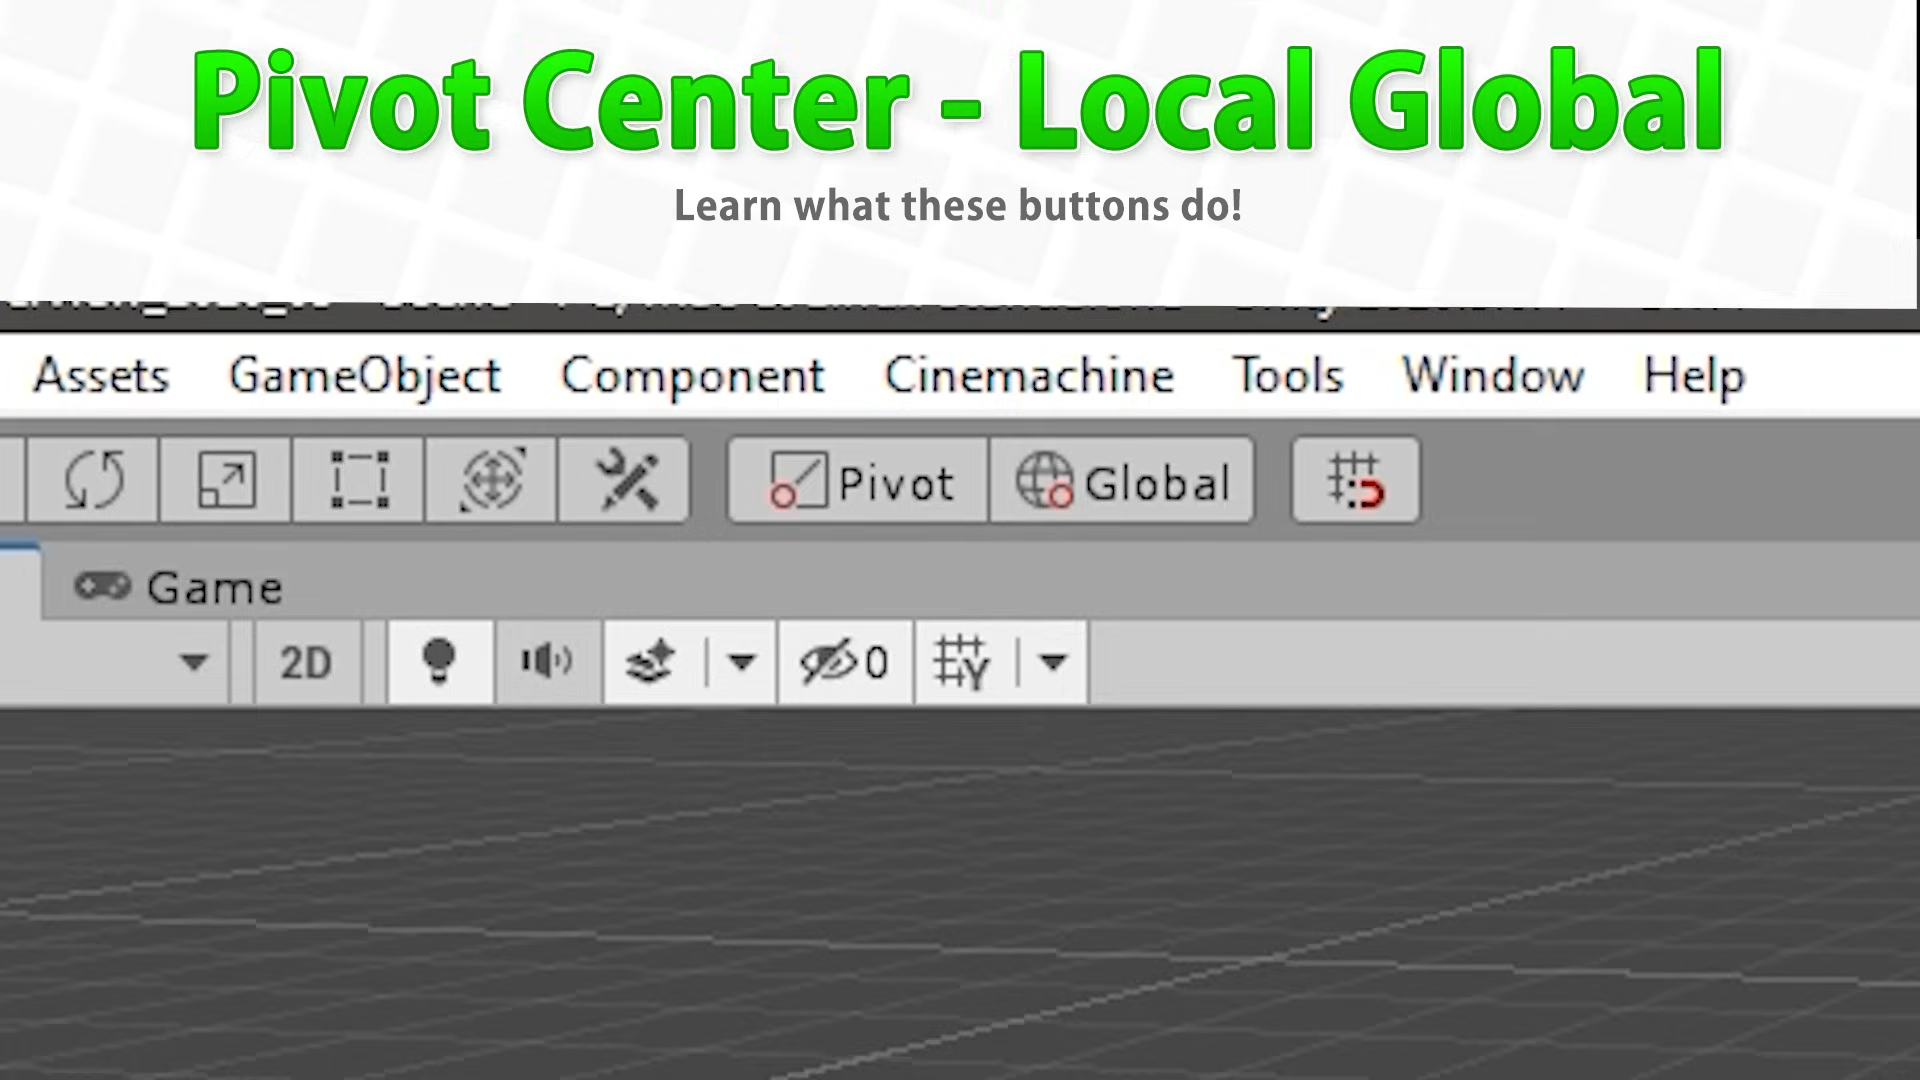 Pivot Center - Local Global
Learn what these buttons do!
Assets GameObject Component Cinemachine Tools Window Help
Pivot Global
Game
2D 0 Y